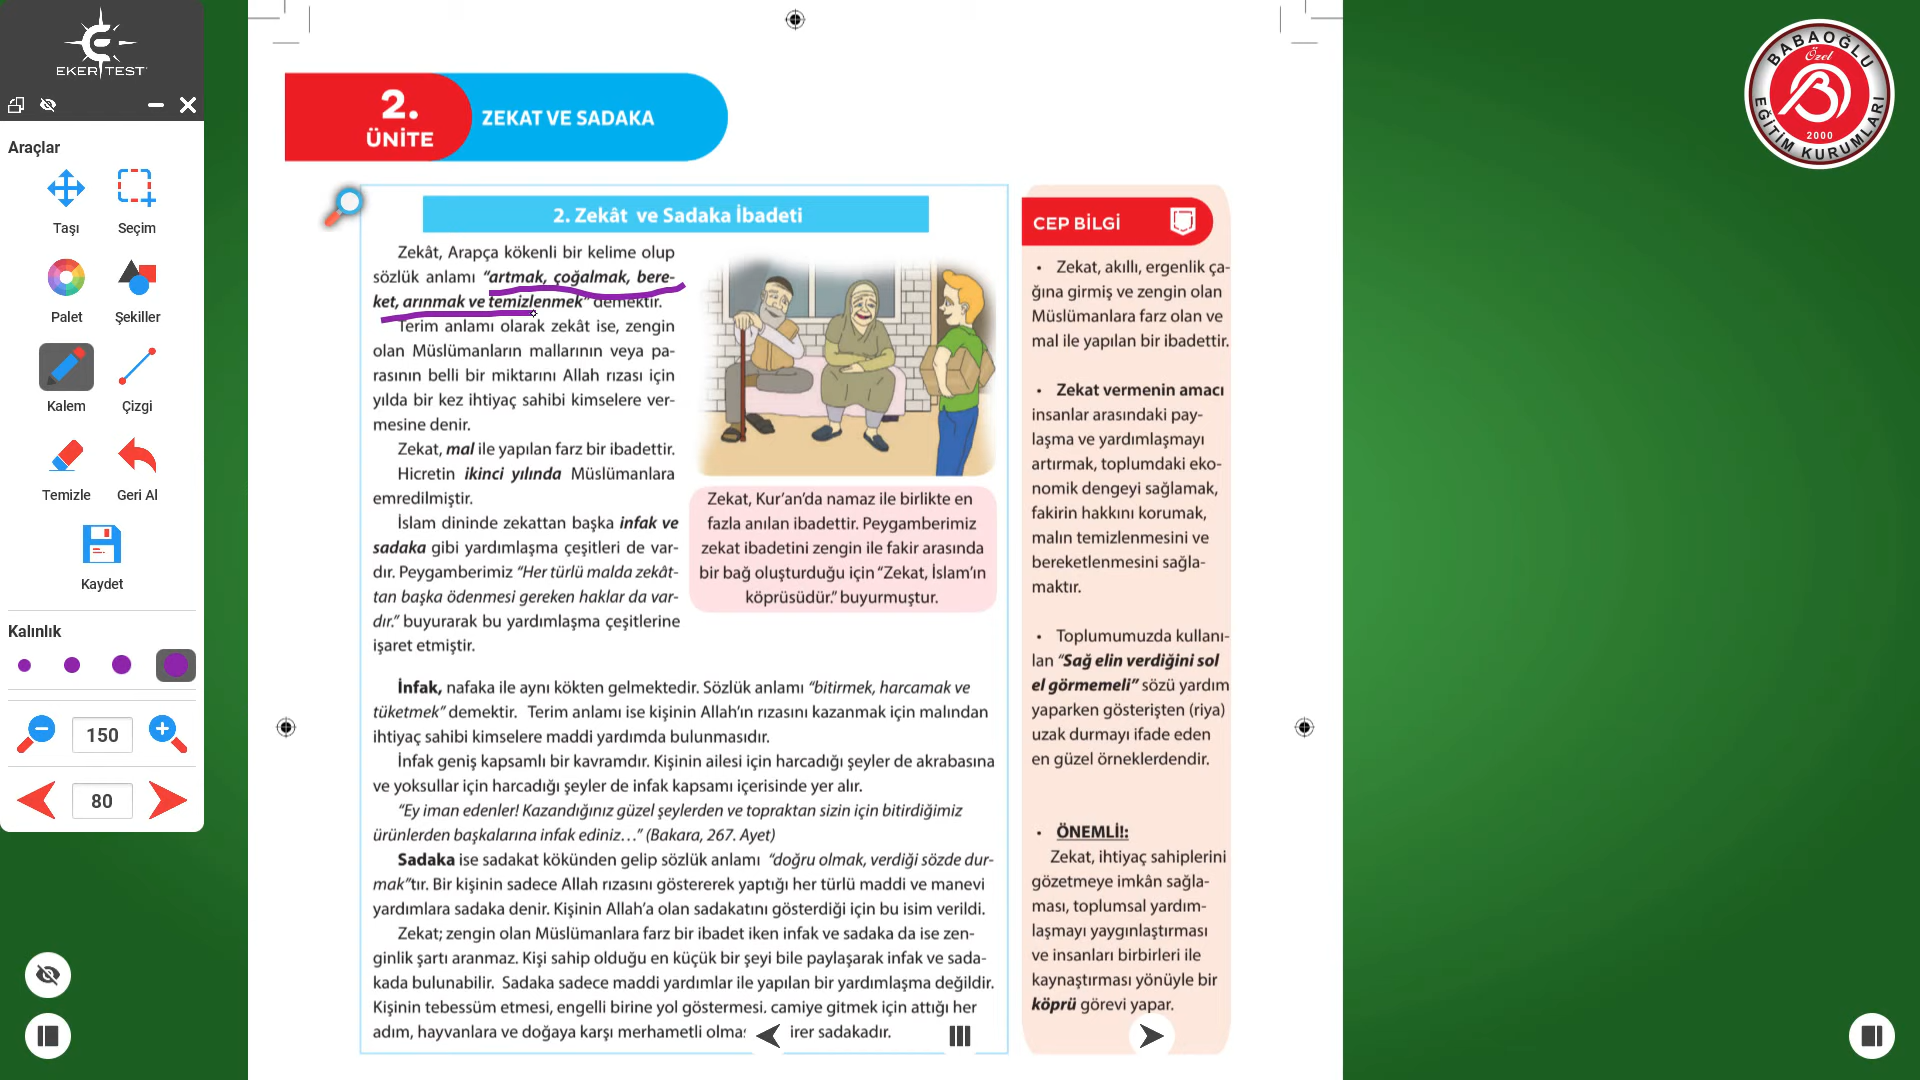 EKER TEST
Araçlar
Taşı
Seçim
Palet
Şekiller
Kalem
Çizgi
Temizle
Geri Al
Kaydet
Kalınlık
150
80
2.
ÜNİTE
ZEKAT VE SADAKA
2. Zekât ve Sadaka İbadeti
Zekât, Arapça kökenli bir kelime olup
sözlük anlamı “artmak, çoğalmak, bere-
ket, arınmak ve temizlenmek” demektir.
Terim anlamı olarak zekât ise, zengin
olan Müslümanların mallarının veya pa-
rasının belli bir miktarını Allah rızası için
yılda bir kez ihtiyaç sahibi kimselere ver-
mesine denir.
Zekat, mal ile yapılan farz bir ibadettir.
Hicretin ikinci yılında Müslümanlara
emredilmiştir.
İslam dininde zekattan başka infak ve
sadaka gibi yardımlaşma çeşitleri de var-
dır. Peygamberimiz “Her türlü malda zekât-
tan başka ödenmesi gereken haklar da var-
dır.” buyurarak bu yardımlaşma çeşitlerine
işaret etmiştir.
Zekat, Kur’an’da namaz ile birlikte en
fazla anılan ibadettir. Peygamberimiz
zekat ibadetini zengin ile fakir arasında
bir bağ oluşturduğu için “Zekat, İslam’ın
köprüsüdür.” buyurmuştur.
İnfak, nafaka ile aynı kökten gelmektedir. Sözlük anlamı “bitirmek, harcamak ve
tüketmek” demektir. Terim anlamı ise kişinin Allah’ın rızasını kazanmak için malından
ihtiyaç sahibi kimselere maddi yardımda bulunmasıdır.
İnfak geniş kapsamlı bir kavramdır. Kişinin ailesi için harcadığı şeyler de akrabasına
ve yoksullar için harcadığı şeyler de infak kapsamı içerisinde yer alır.
“Ey iman edenler! Kazandığınız güzel şeylerden ve topraktan sizin için bitirdiğimiz
ürünlerden başkalarına infak ediniz…” (Bakara, 267. Ayet)
Sadaka ise sadakat kökünden gelip sözlük anlamı “doğru olmak, verdiği sözde dur-
mak”tır. Bir kişinin sadece Allah rızasını göstererek yaptığı her türlü maddi ve manevi
yardımlara sadaka denir. Kişinin Allah’a olan sadakatını gösterdiği için bu isim verildi.
Zekat; zengin olan Müslümanlara farz bir ibadet iken infak ve sadaka da ise zen-
ginlik şartı aranmaz. Kişi sahip olduğu en küçük bir şeyi bile paylaşarak infak ve sada-
kada bulunabilir. Sadaka sadece maddi yardımlar ile yapılan bir yardımlaşma değildir.
Kişinin tebessüm etmesi, engelli birine yol göstermesi, camiye gitmek için attığı her
adım, hayvanlara ve doğaya karşı merhametli olmas irer sadakadır.
CEP BİLGİ
• Zekat, akıllı, ergenlik ça-
ğına girmiş ve zengin olan
Müslümanlara farz olan ve
mal ile yapılan bir ibadettir.
• Zekat vermenin amacı
insanlar arasındaki pay-
laşma ve yardımlaşmayı
artırmak, toplumdaki eko-
nomik dengeyi sağlamak,
fakirin hakkını korumak,
malın temizlenmesini ve
bereketlenmesini sağla-
maktır.
• Toplumumuzda kullanı-
lan “Sağ elin verdiğini sol
el görmemeli” sözü yardım
yaparken gösterişten (riya)
uzak durmayı ifade eden
en güzel örneklerdendir.
• ÖNEMLİ!:
Zekat, ihtiyaç sahiplerini
gözetmeye imkân sağla-
ması, toplumsal yardım-
laşmayı yaygınlaştırması
ve insanları birbirleri ile
kaynaştırması yönüyle bir
köprü görevi yapar.
BABAOĞLU
Özel
B
2000
EĞİTİM KURUMLARI